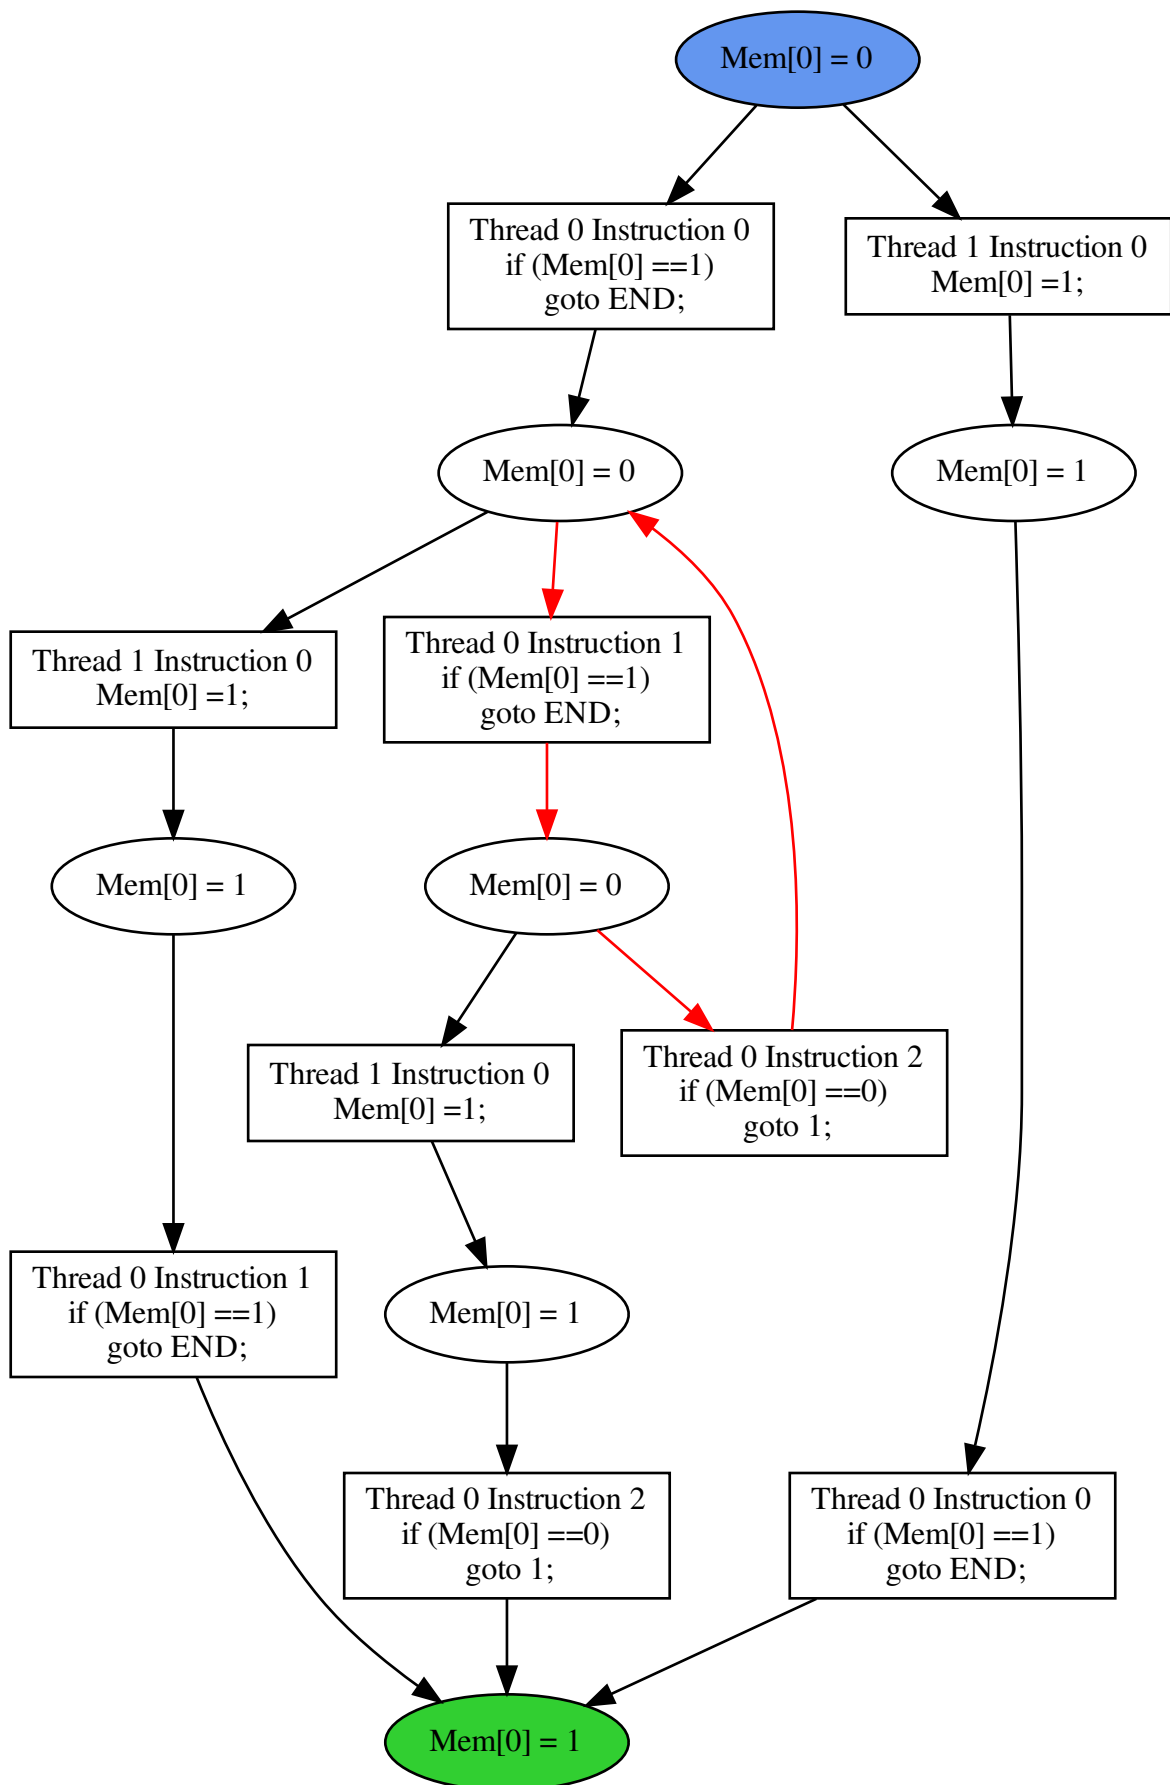 Mem[0] = 0
Thread 0 Instruction 0
if (Mem[0] ==1)
goto END;
Thread 1 Instruction 0
Mem[0] =1;
Mem[0] = 0
Mem[0] = 1
Thread 1 Instruction 0
Mem[0] =1;
Thread 0 Instruction 1
if (Mem[0] ==1)
goto END;
Mem[0] = 1
Mem[0] = 0
Thread 1 Instruction 0
Mem[0] =1;
Thread 0 Instruction 2
if (Mem[0] ==0)
goto 1;
Thread 0 Instruction 1
if (Mem[0] ==1)
goto END;
Mem[0] = 1
Thread 0 Instruction 2
if (Mem[0] ==0)
goto 1;
Thread 0 Instruction 0
if (Mem[0] ==1)
goto END;
Mem[0] = 1